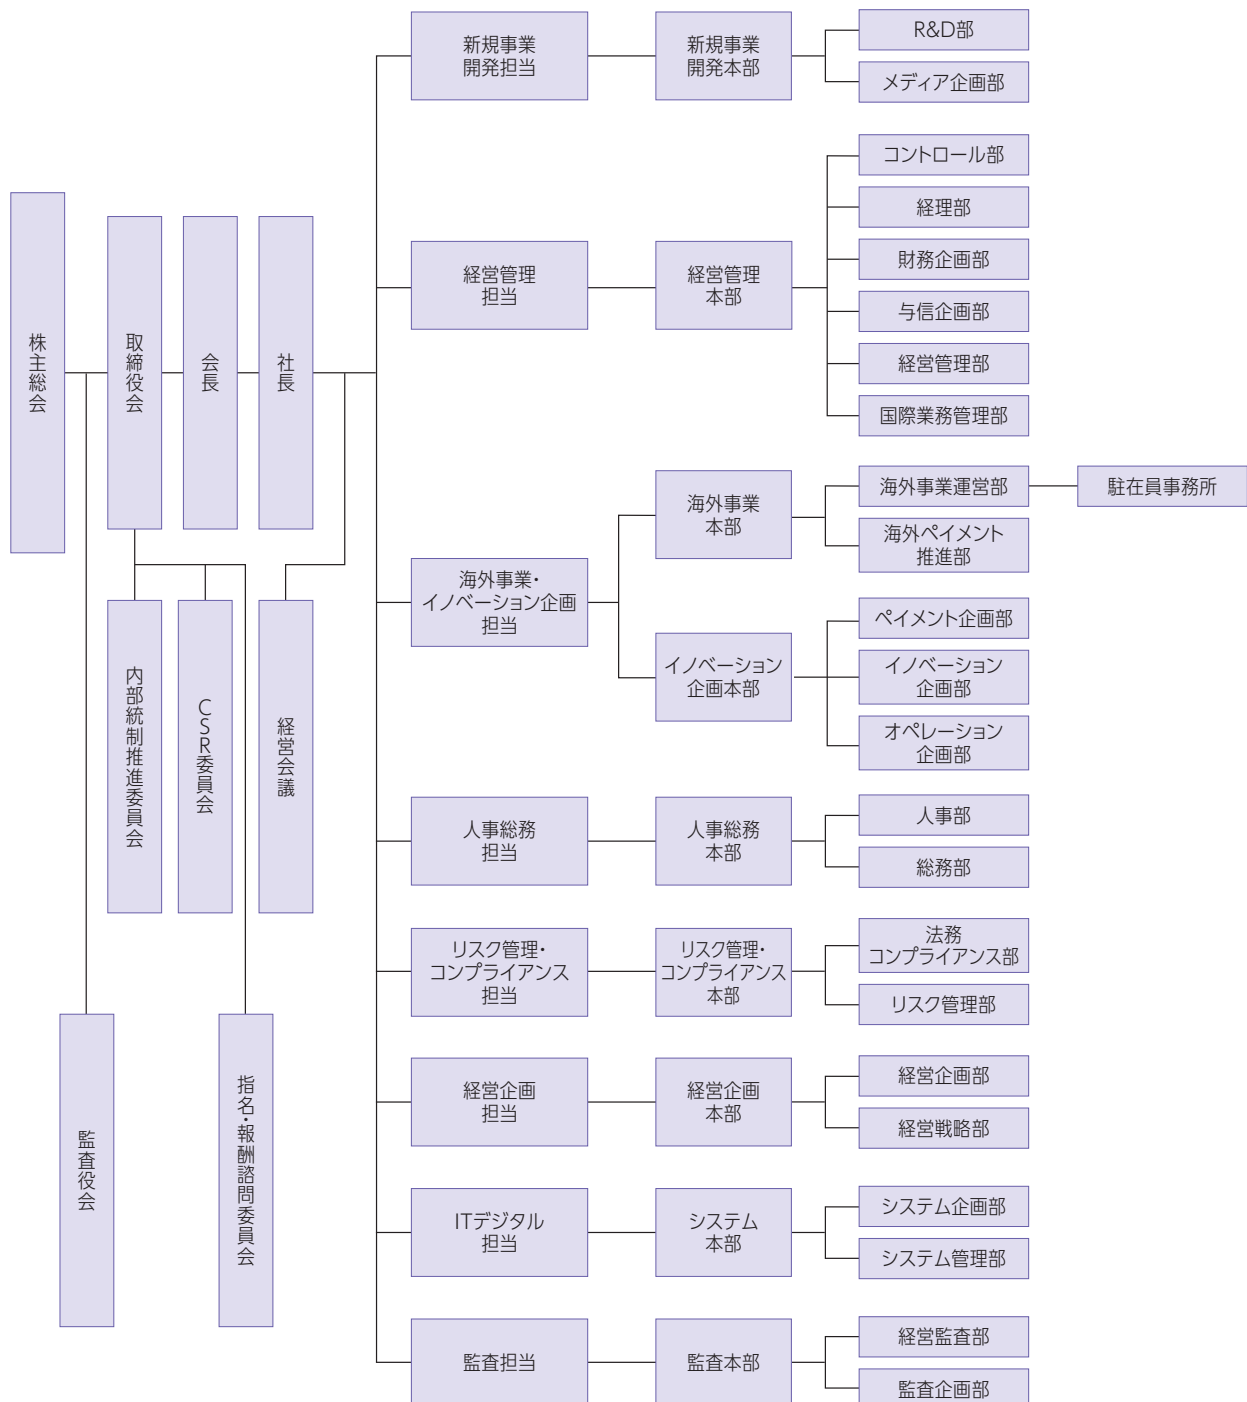 株主総会
取締役会
会長
社長
内部統制推進委員会
CSR委員会
経営会議
監査役会
指名・報酬諮問委員会
新規事業
開発担当
新規事業
開発本部
R&D部
メディア企画部
経営管理
担当
経営管理
本部
コントロール部
経理部
財務企画部
与信企画部
経営管理部
国際業務管理部
海外事業・
イノベーション企画
担当
海外事業
本部
海外事業運営部
駐在員事務所
海外ペイメント
推進部
イノベーション
企画本部
ペイメント企画部
イノベーション
企画部
オペレーション
企画部
人事総務
担当
人事総務
本部
人事部
総務部
リスク管理・
コンプライアンス
担当
リスク管理・
コンプライアンス
本部
法務
コンプライアンス部
リスク管理部
経営企画
担当
経営企画
本部
経営企画部
経営戦略部
ITデジタル
担当
システム
本部
システム企画部
システム管理部
監査担当
監査本部
経営監査部
監査企画部